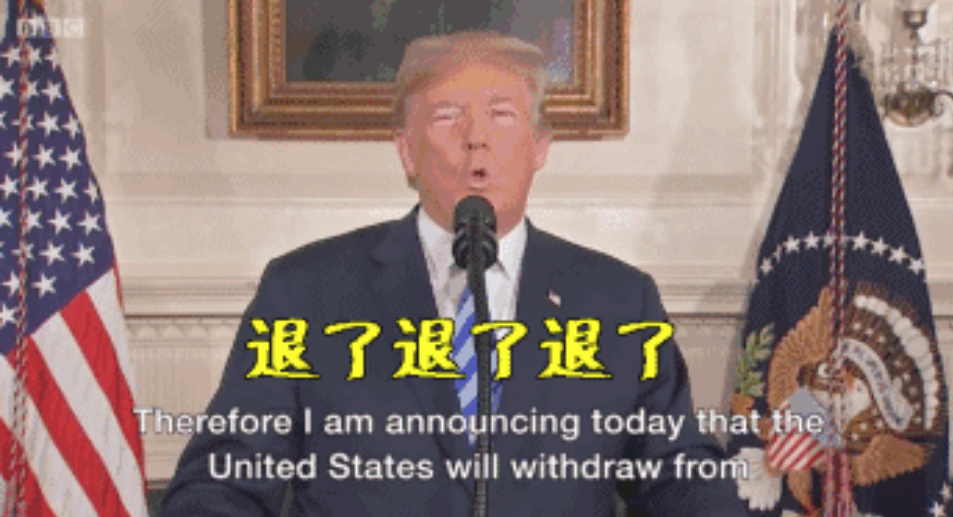 BBC
退了退了退了
Therefore I am announcing today that the
United States will withdraw from